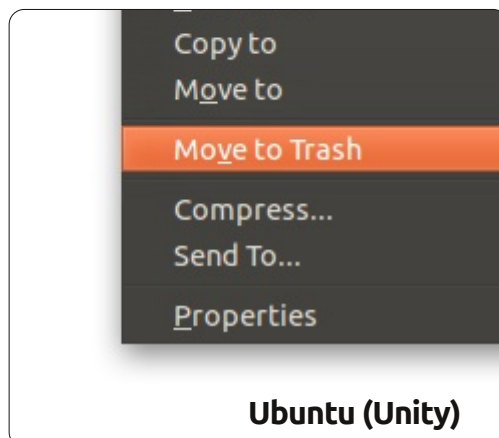 Copy to
Move to
Move to Trash
Compress...
Send To...
Properties
Ubuntu (Unity)